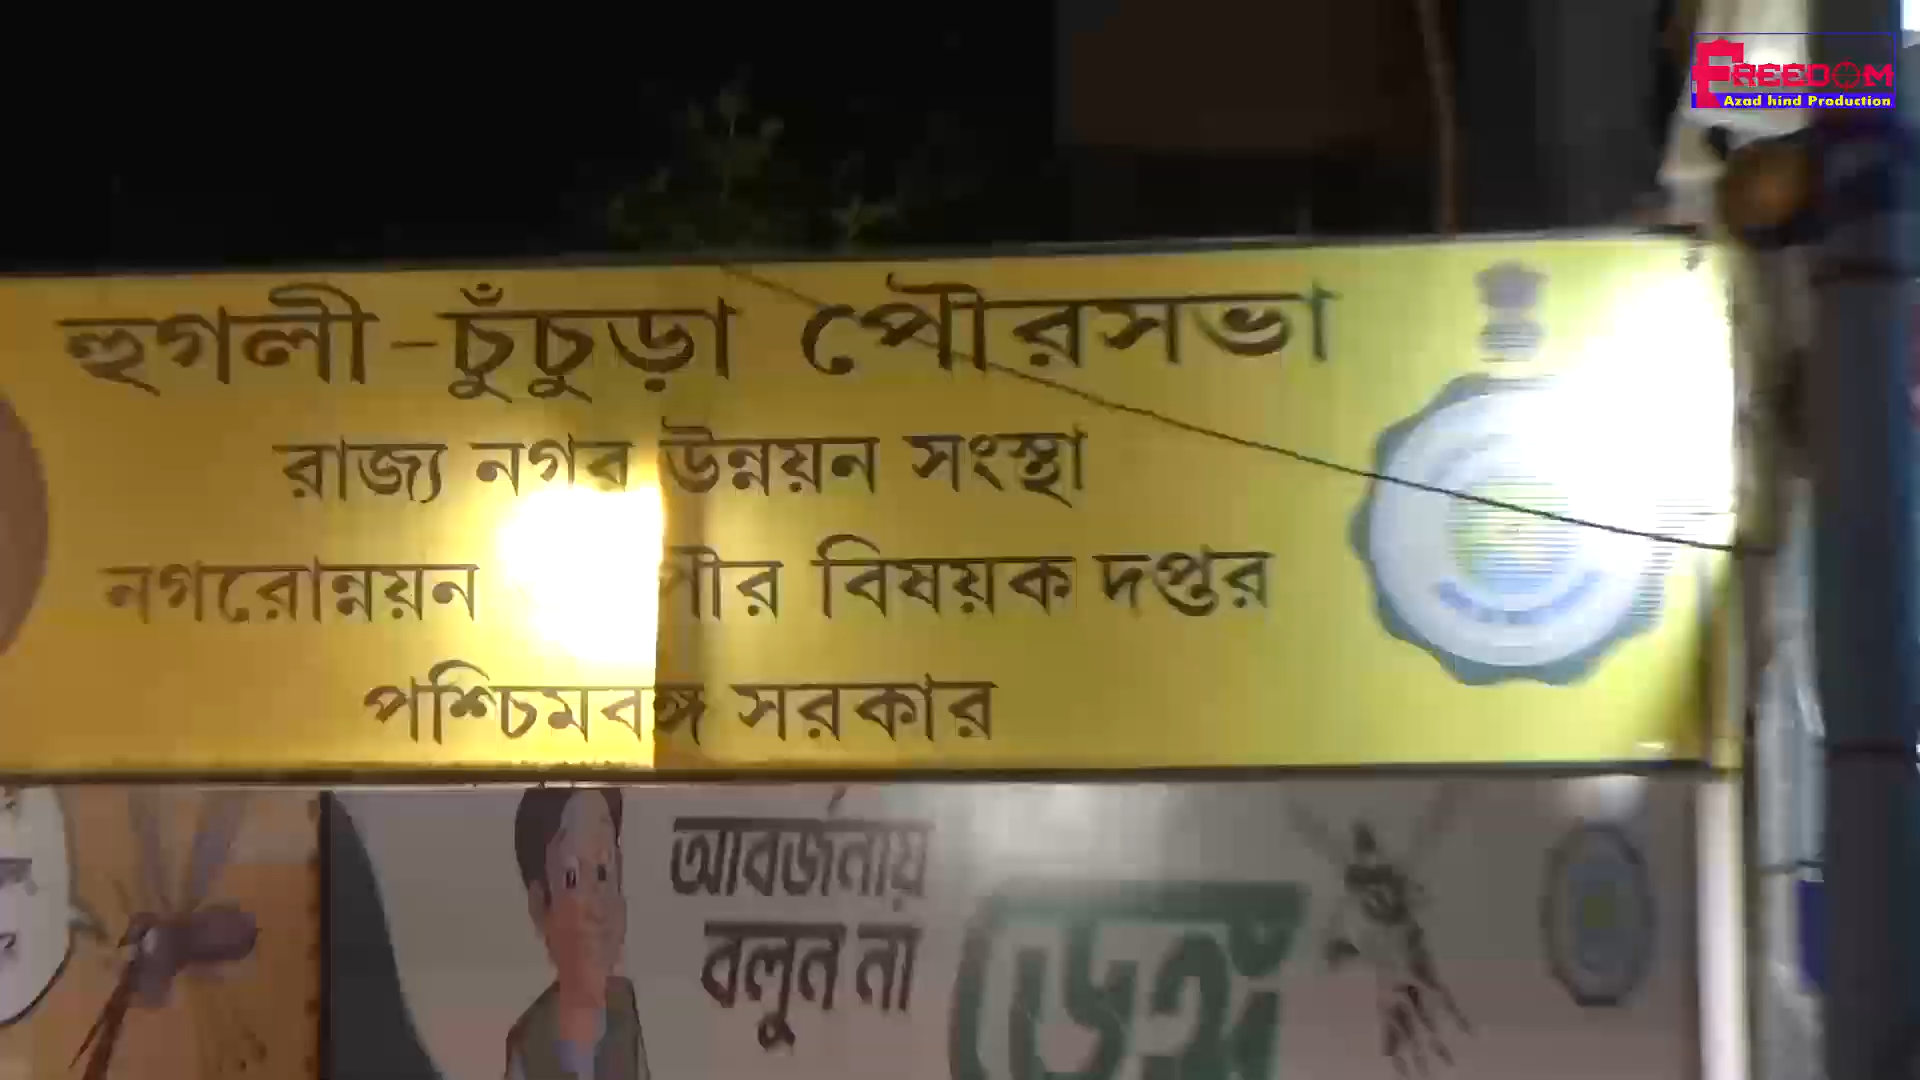 FREEDOM
Azad hind Production
হুগলী-চুঁচুড়া পৌরসভা
রাজ্য নগর উন্নয়ন সংস্থা
নগরোন্নয়ন পৌর বিষয়ক দপ্তর
পশ্চিমবঙ্গ সরকার
আবর্জনায়
বলুন না